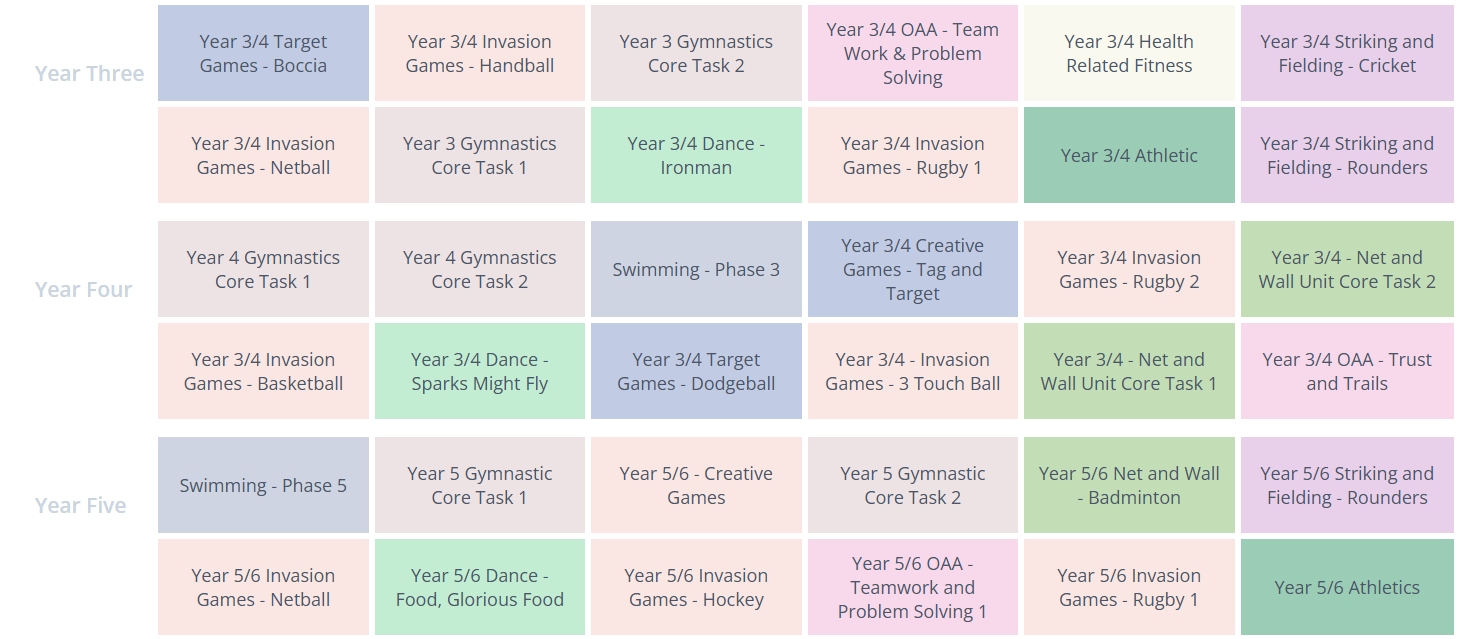 Year Three
Year 3/4 Target
Games - Boccia
Year 3/4 Invasion
Games - Handball
Year 3 Gymnastics
Core Task 2
Year 3/4 OAA - Team
Work & Problem
Solving
Year 3/4 Health
Related Fitness
Year 3/4 Striking and
Fielding - Cricket
Year 3/4 Invasion
Games - Netball
Year 3 Gymnastics
Core Task 1
Year 3/4 Dance -
Ironman
Year 3/4 Invasion
Games - Rugby 1
Year 3/4 Athletic
Year 3/4 Striking and
Fielding - Rounders
Year Four
Year 4 Gymnastics
Core Task 1
Year 4 Gymnastics
Core Task 2
Swimming - Phase 3
Year 3/4 Creative
Games - Tag and
Target
Year 3/4 Invasion
Games - Rugby 2
Year 3/4 - Net and
Wall Unit Core Task 2
Year 3/4 Invasion
Games - Basketball
Year 3/4 Dance -
Sparks Might Fly
Year 3/4 Target
Games - Dodgeball
Year 3/4 - Invasion
Games - 3 Touch Ball
Year 3/4 - Net and
Wall Unit Core Task 1
Year 3/4 OAA - Trust
and Trails
Year Five
Swimming - Phase 5
Year 5 Gymnastic
Core Task 1
Year 5/6 - Creative
Games
Year 5 Gymnastic
Core Task 2
Year 5/6 Net and Wall
- Badminton
Year 5/6 Striking and
Fielding - Rounders
Year 5/6 Invasion
Games - Netball
Year 5/6 Dance -
Food, Glorious Food
Year 5/6 Invasion
Games - Hockey
Year 5/6 OAA -
Teamwork and
Problem Solving 1
Year 5/6 Invasion
Games - Rugby 1
Year 5/6 Athletics